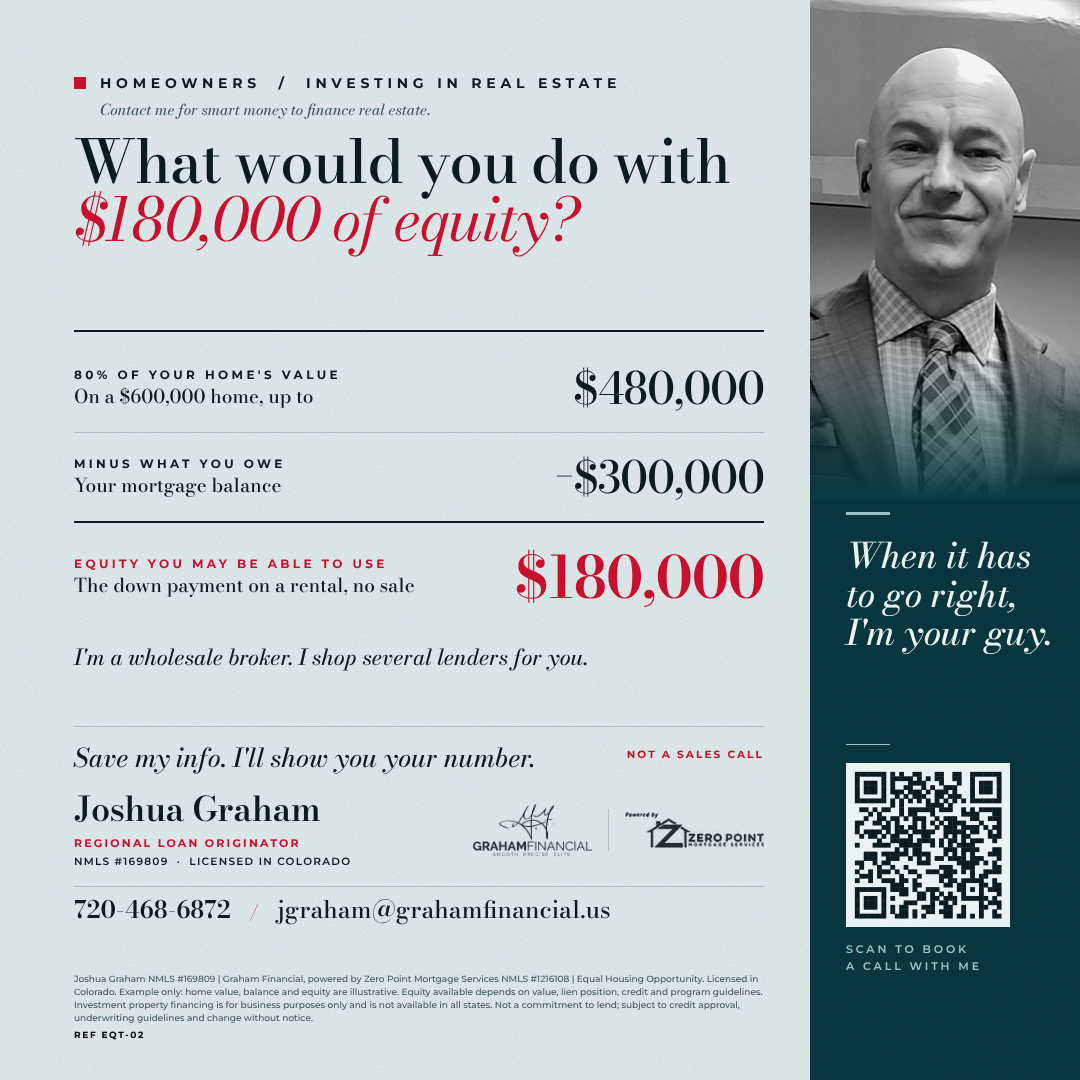 HOMEOWNERS / INVESTING IN REAL ESTATE
Contact me for smart money to finance real estate.
What would you do with
$180,000 of equity?
80% OF YOUR HOME'S VALUE
On a $600,000 home, up to
$480,000
MINUS WHAT YOU OWE
Your mortgage balance
–$300,000
EQUITY YOU MAY BE ABLE TO USE
The down payment on a rental, no sale
$180,000
I'm a wholesale broker. I shop several lenders for you.
Save my info. I'll show you your number.
NOT A SALES CALL
Joshua Graham
REGIONAL LOAN ORIGINATOR
NMLS #169809 · LICENSED IN COLORADO
GRAHAMFINANCIAL
SMOOTH. PRECISE. ELITE.
Powered by
ZERO POINT
MORTGAGE SERVICES
720-468-6872 / jgraham@grahamfinancial.us
Joshua Graham NMLS #169809 | Graham Financial, powered by Zero Point Mortgage Services NMLS #1216108 | Equal Housing Opportunity. Licensed in
Colorado. Example only: home value, balance and equity are illustrative. Equity available depends on value, lien position, credit and program guidelines.
Investment property financing is for business purposes only and is not available in all states. Not a commitment to lend; subject to credit approval,
underwriting guidelines and change without notice.
REF EQT-02
When it has
to go right,
I'm your guy.
SCAN TO BOOK
A CALL WITH ME